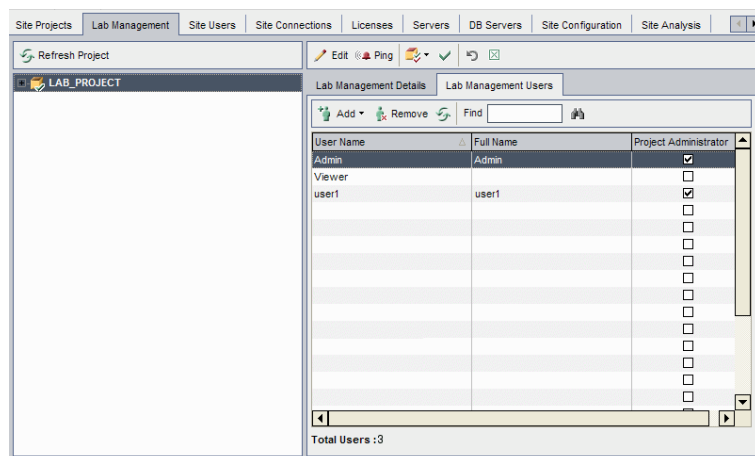 Site Projects Lab Management Site Users Site Connections Licenses Servers DB Servers Site Configuration Site Analysis
Refresh Project
Edit Ping
LAB_PROJECT
Lab Management Details Lab Management Users
Add Remove Find
User Name Full Name Project Administrator
Admin Admin
Viewer
user1 user1
Total Users :3